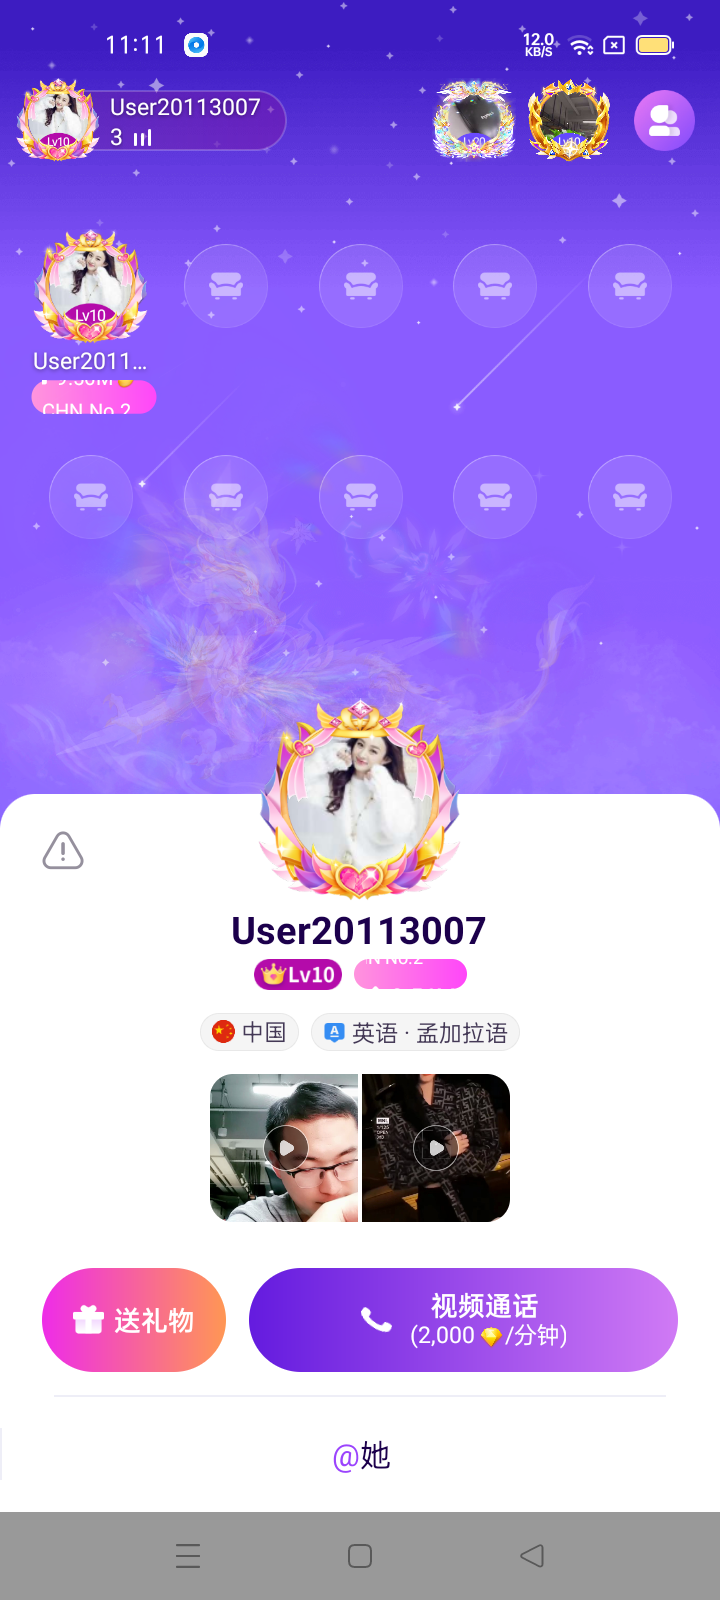 11:11
12.0
KB/S
User20113007
3
Lv10
Lv20
Lv10
Lv10
User2011...
9.50M
CHN No.2
User20113007
Lv10
N No.2
中国
A 英语 · 孟加拉语
送礼物
视频通话
(2,000 /分钟)
@她